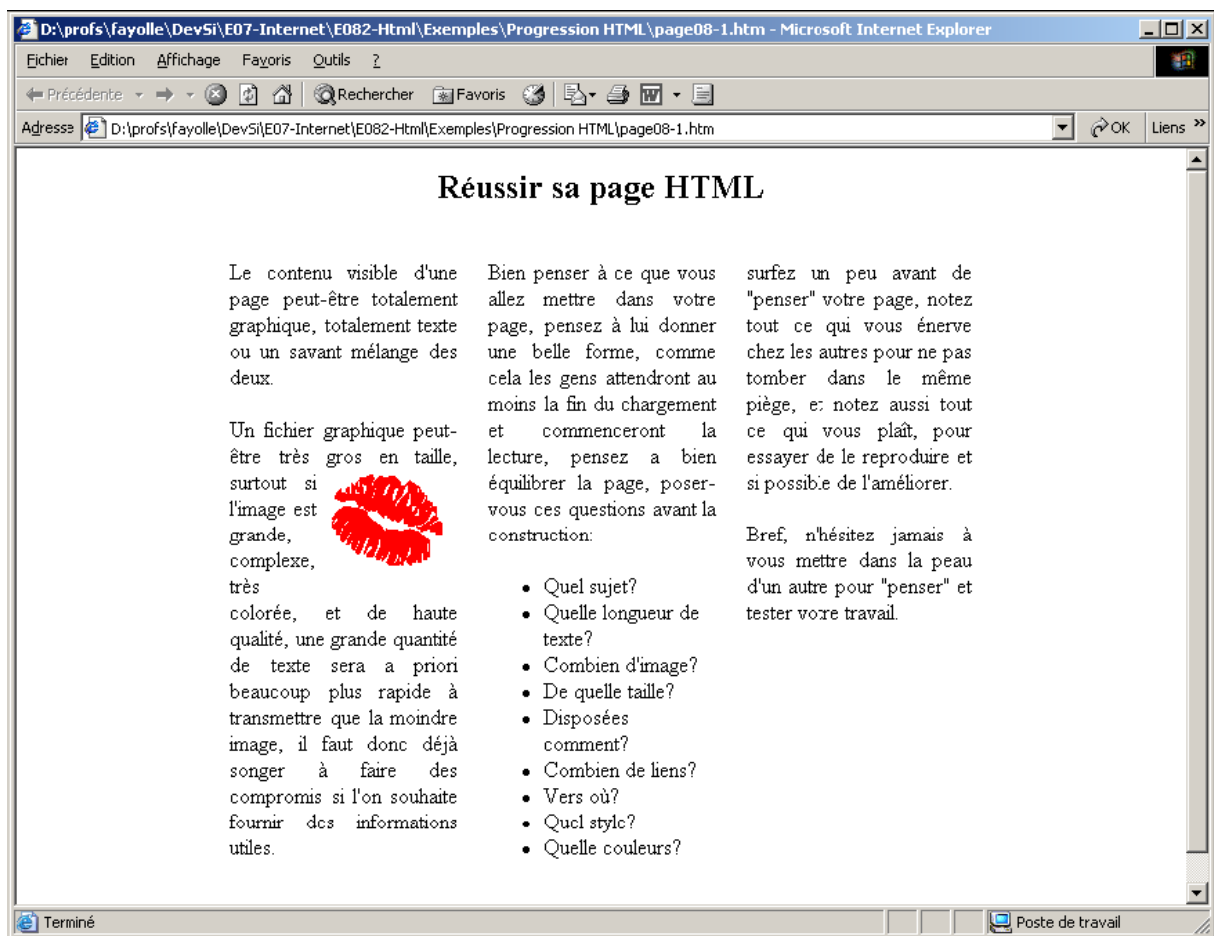 D:\profs\fayolle\DevSi\E07-Internet\E082-Html\Exemples\Progression HTML\page08-1.htm - Microsoft Internet Explorer
Fichier Edition Affichage Favoris Outils ?
Précédente Rechercher Favoris
Adresse D:\profs\fayolle\DevSi\E07-Internet\E082-Html\Exemples\Progression HTML\page08-1.htm OK Liens »
Réussir sa page HTML
Le contenu visible d'une
page peut-être totalement
graphique, totalement texte
ou un savant mélange des
deux.
Un fichier graphique peut-
être très gros en taille,
surtout si
l'image est
grande,
complexe,
très
colorée, et de haute
qualité, une grande quantité
de texte sera a priori
beaucoup plus rapide à
transmettre que la moindre
image, il faut donc déjà
songer à faire des
compromis si l'on souhaite
fournir des informations
utiles.
Bien penser à ce que vous
allez mettre dans votre
page, pensez à lui donner
une belle forme, comme
cela les gens attendront au
moins la fin du chargement
et commenceront la
lecture, pensez a bien
équilibrer la page, poser-
vous ces questions avant la
construction:
• Quel sujet?
• Quelle longueur de
texte?
• Combien d'image?
• De quelle taille?
• Disposées
comment?
• Combien de liens?
• Vers où?
• Quel style?
• Quelle couleurs?
surfez un peu avant de
"penser" votre page, notez
tout ce qui vous énerve
chez les autres pour ne pas
tomber dans le même
piège, et notez aussi tout
ce qui vous plaît, pour
essayer de le reproduire et
si possible de l'améliorer.
Bref, n'hésitez jamais à
vous mettre dans la peau
d'un autre pour "penser" et
tester votre travail.
Terminé Poste de travail